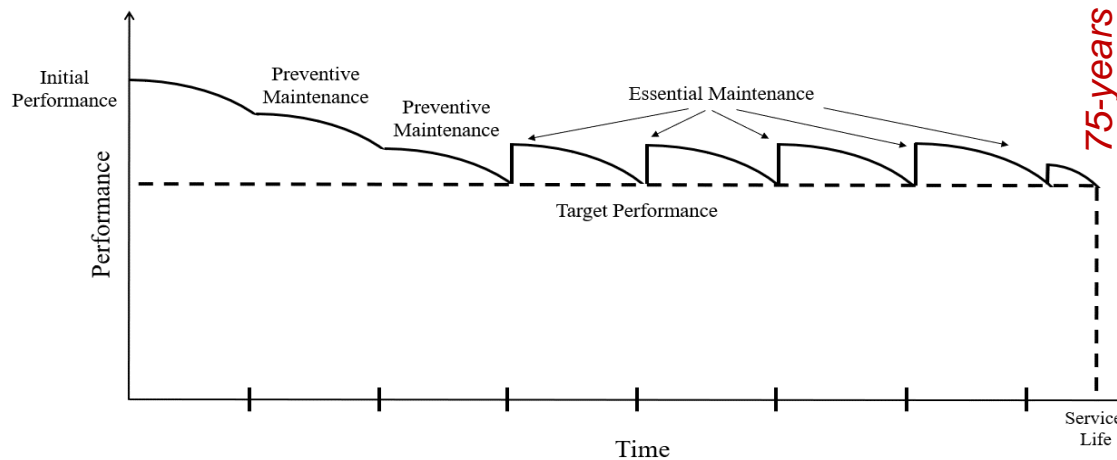 75-years
Initial
Performance
Preventive
Maintenance
Preventive
Maintenance
Essential Maintenance
Target Performance
Performance
Time
Service
Life